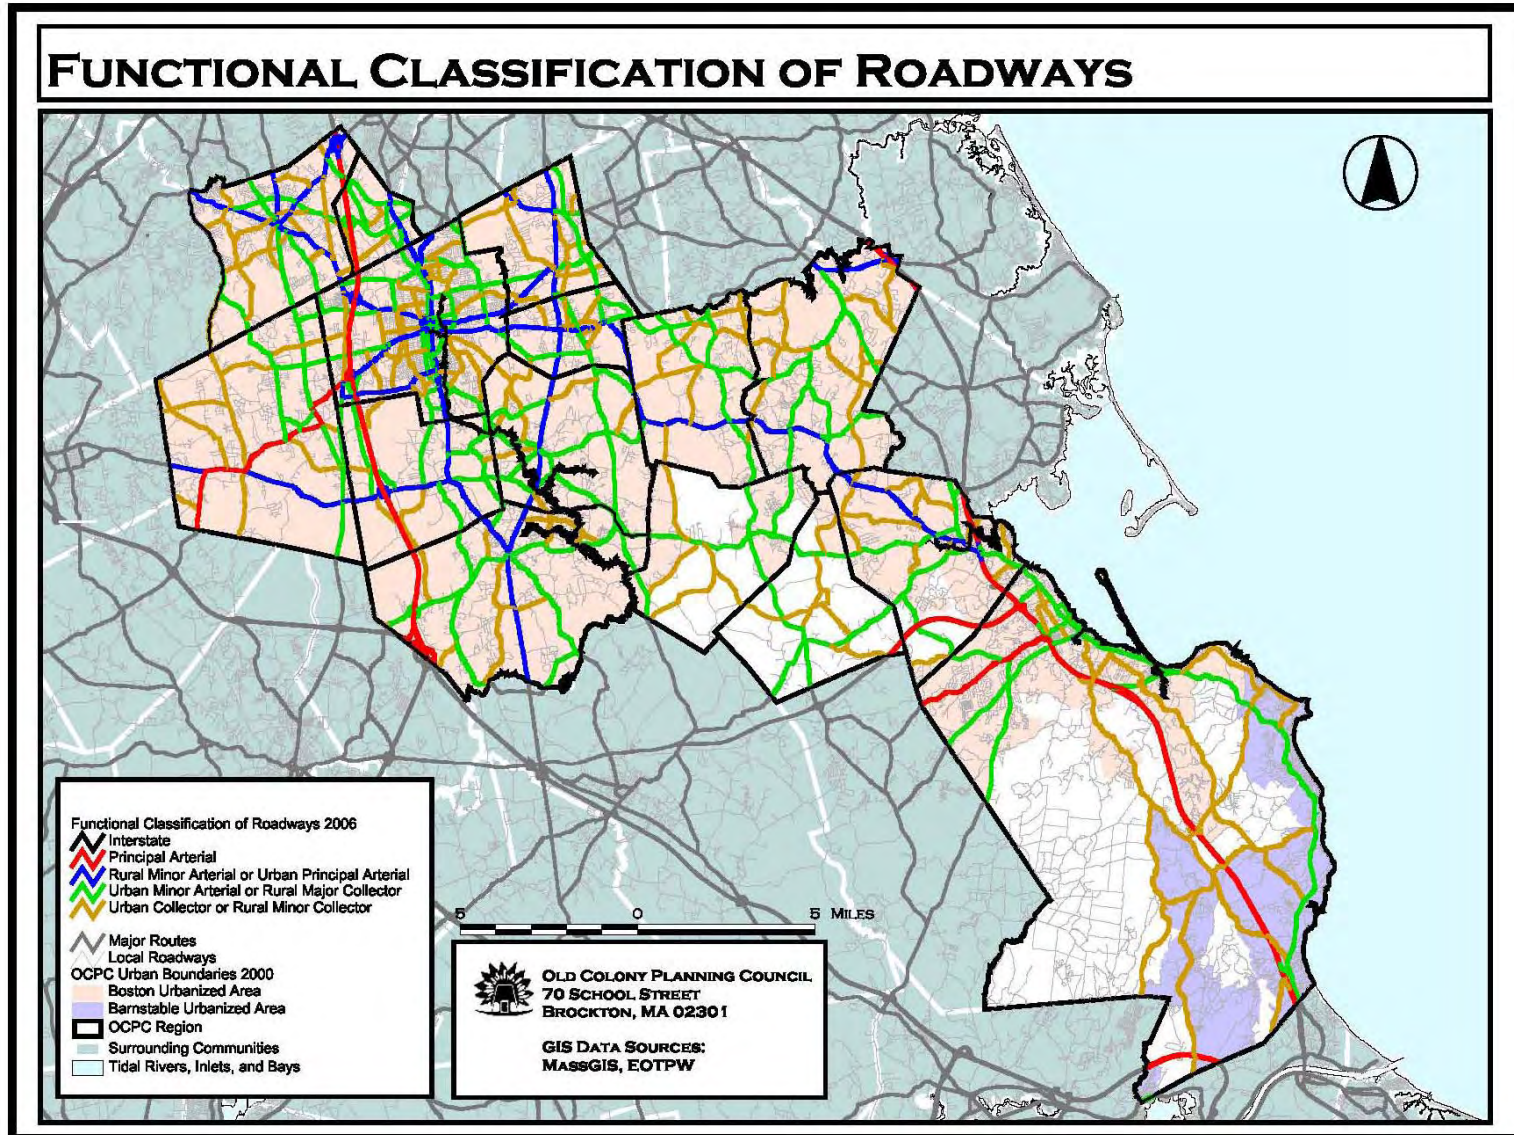 FUNCTIONAL CLASSIFICATION OF ROADWAYS
Functional Classification of Roadways 2006
Interstate
Principal Arterial
Rural Minor Arterial or Urban Principal Arterial
Urban Minor Arterial or Rural Major Collector
Urban Collector or Rural Minor Collector
Major Routes
Local Roadways
OCPC Urban Boundaries 2000
Boston Urbanized Area
Barnstable Urbanized Area
OCPC Region
Surrounding Communities
Tidal Rivers, Inlets, and Bays
5 0 5 MILES
OLD COLONY PLANNING COUNCIL
70 SCHOOL STREET
BROCKTON, MA 02301
GIS DATA SOURCES:
MASSGIS, EOTPW